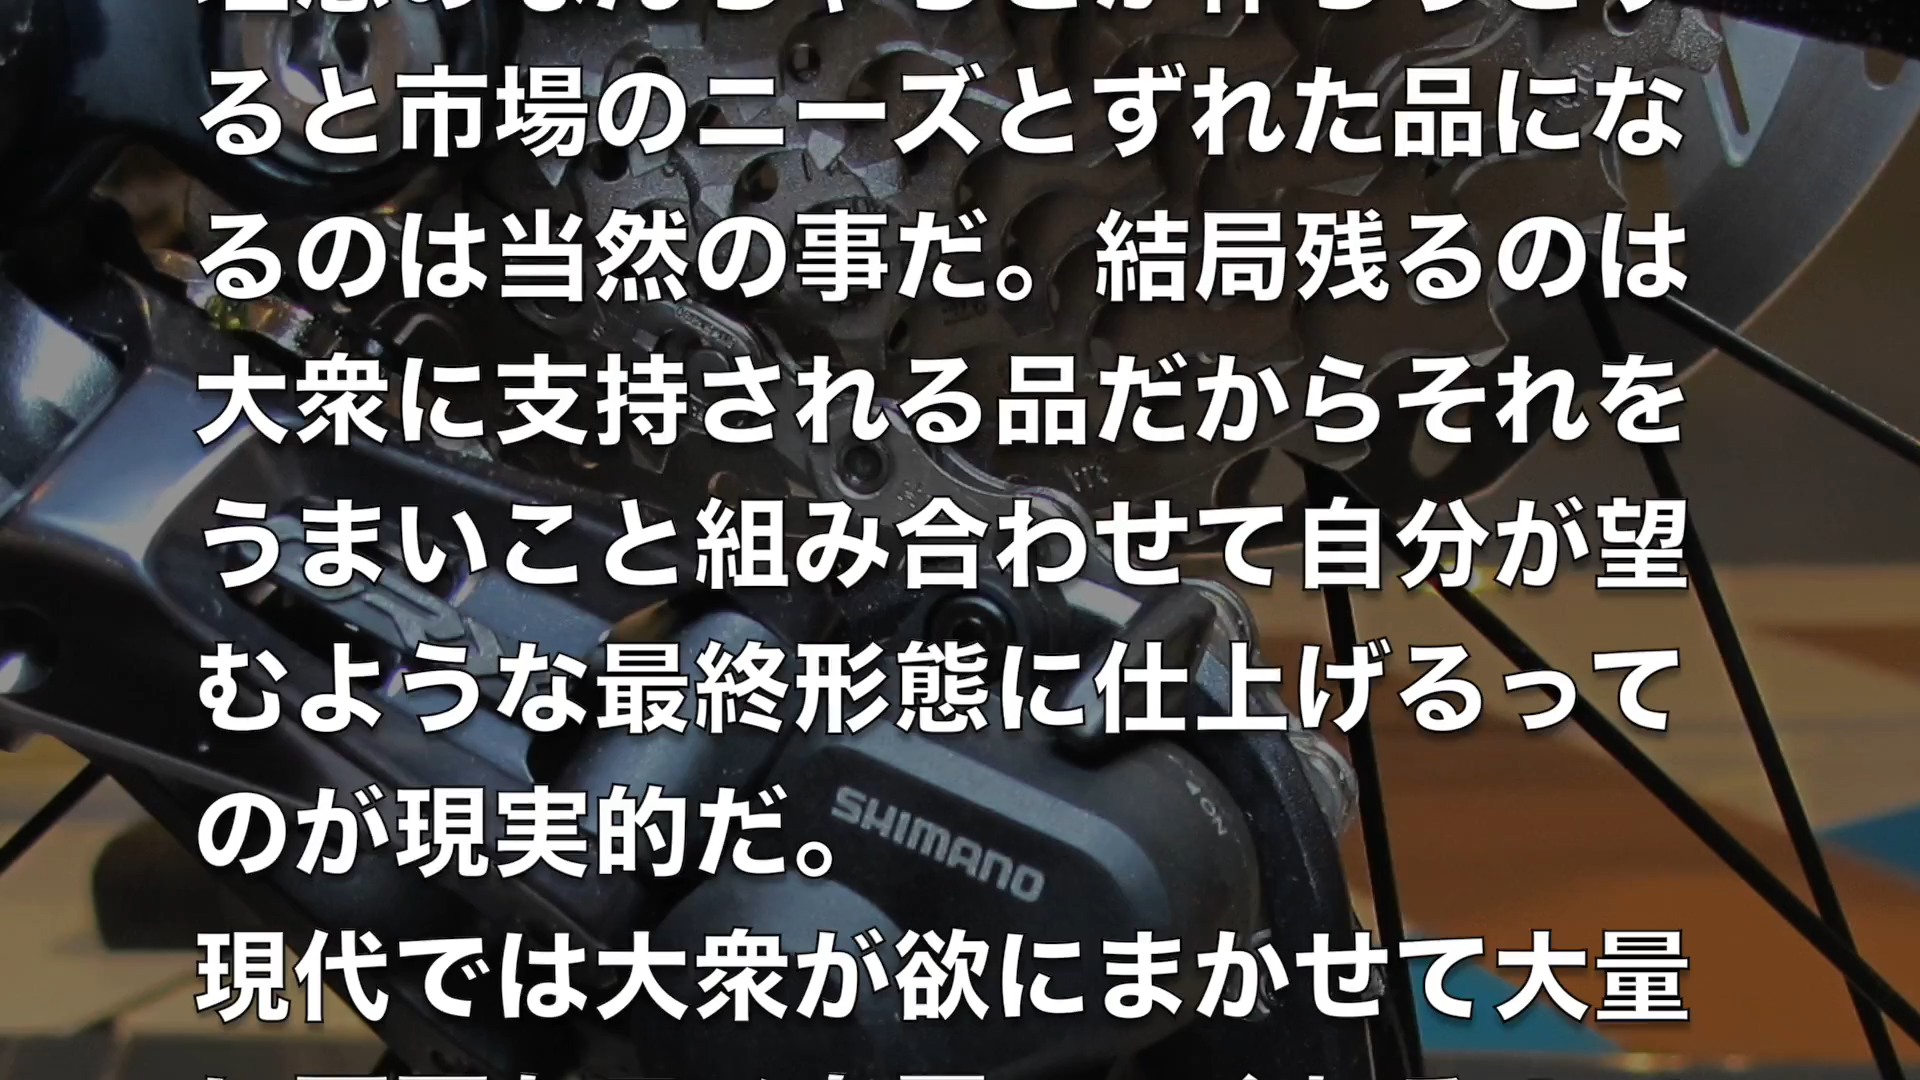 ると市場のニーズとずれた品にな
るのは当然の事だ。結局残るのは
大衆に支持される品だからそれを
うまいこと組み合わせて自分が望
むような最終形態に仕上げるって
のが現実的だ。
SHIMANO
ON
現代では大衆が欲にまかせて大量